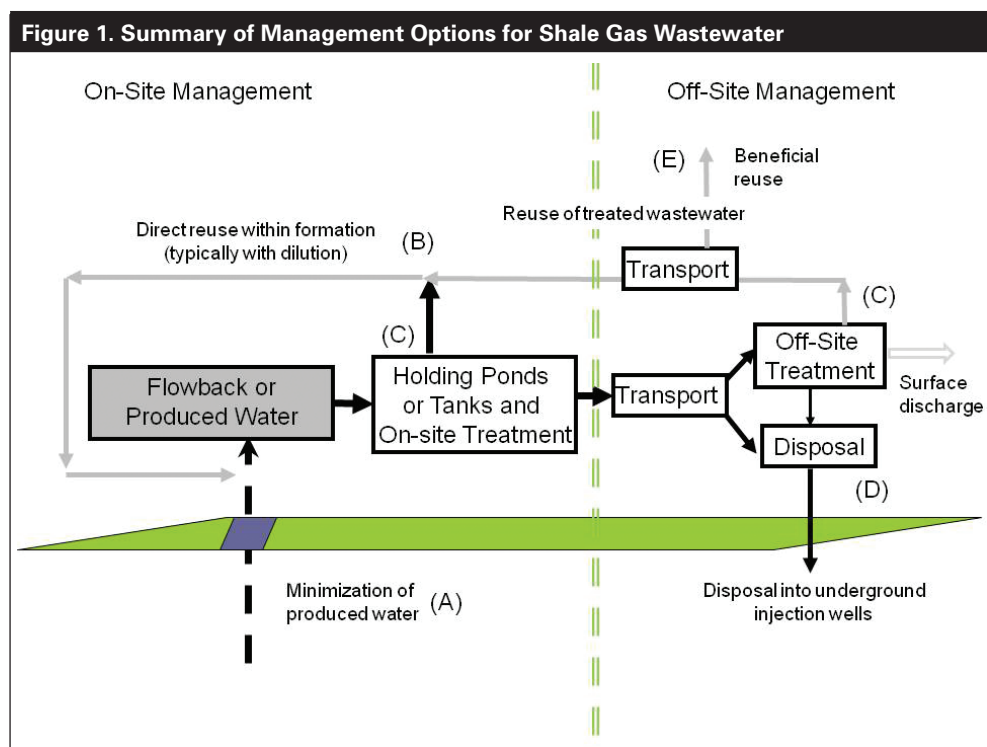 Figure 1. Summary of Management Options for Shale Gas Wastewater
On-Site Management
Off-Site Management
(E)
Beneficial
reuse
Reuse of treated wastewater
Direct reuse within formation
(typically with dilution)
(B)
Transport
(C)
(C)
Flowback or
Produced Water
Holding Ponds
or Tanks and
On-site Treatment
Transport
Off-Site
Treatment
Surface
discharge
Disposal
(D)
Minimization of
produced water
(A)
Disposal into underground
injection wells